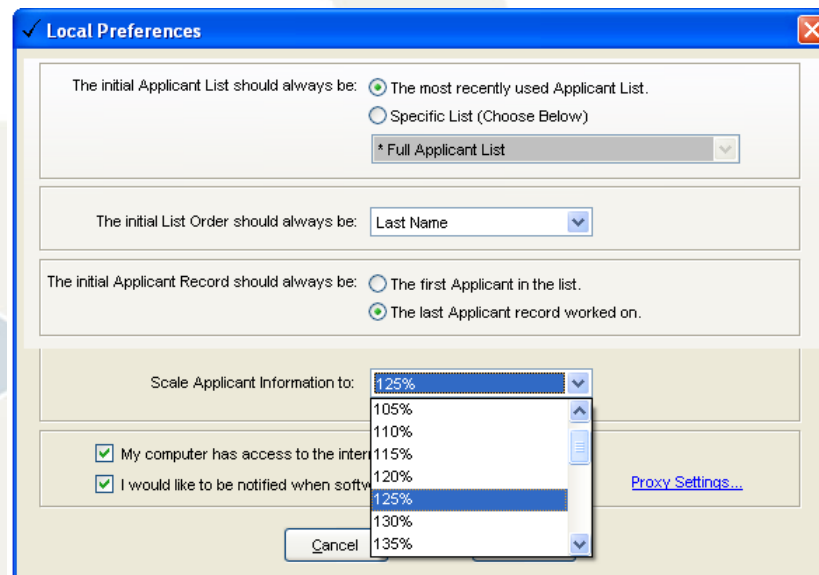 Local Preferences
The initial Applicant List should always be: The most recently used Applicant List.
Specific List (Choose Below)
* Full Applicant List
The initial List Order should always be: Last Name
The initial Applicant Record should always be: The first Applicant in the list.
The last Applicant record worked on.
Scale Applicant Information to: 125%
105%
110%
115%
120%
125%
130%
135%
My computer has access to the
I would like to be notified when
Proxy Settings...
Cancel